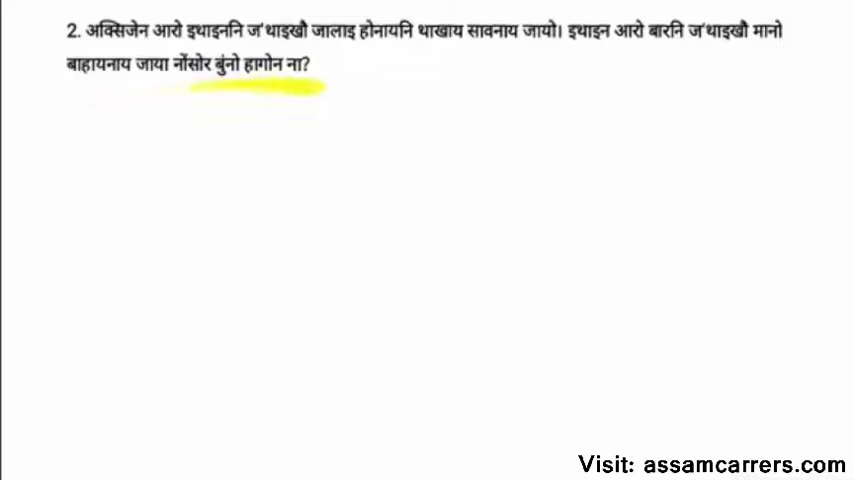 2. अक्सिजेन आरो इथाइननि ज'थाइखौ जालाइ होनायनि थाखाय सावनाय जायो। इथाइन आरो बारनि ज'थाइखौ मानो
बाहायनाय जाया नोंसोर बुंनो हागोन ना?
Visit: assamcarrers.com